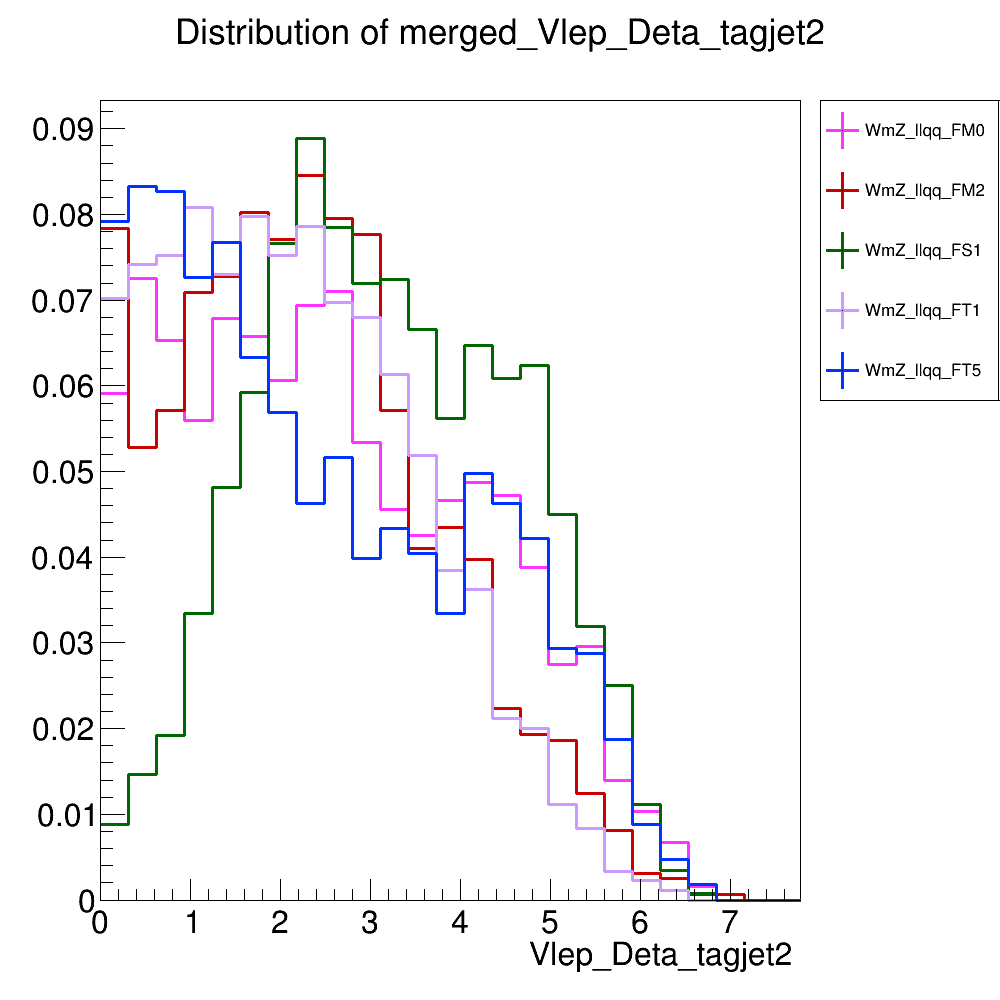 Distribution of merged_Vlep_Deta_tagjet2
0.09
0.08
0.07
0.06
0.05
0.04
0.03
0.02
0.01
0
0 1 2 3 4 5 6 7
Vlep_Deta_tagjet2
WmZ_llqq_FM0
WmZ_llqq_FM2
WmZ_llqq_FS1
WmZ_llqq_FT1
WmZ_llqq_FT5